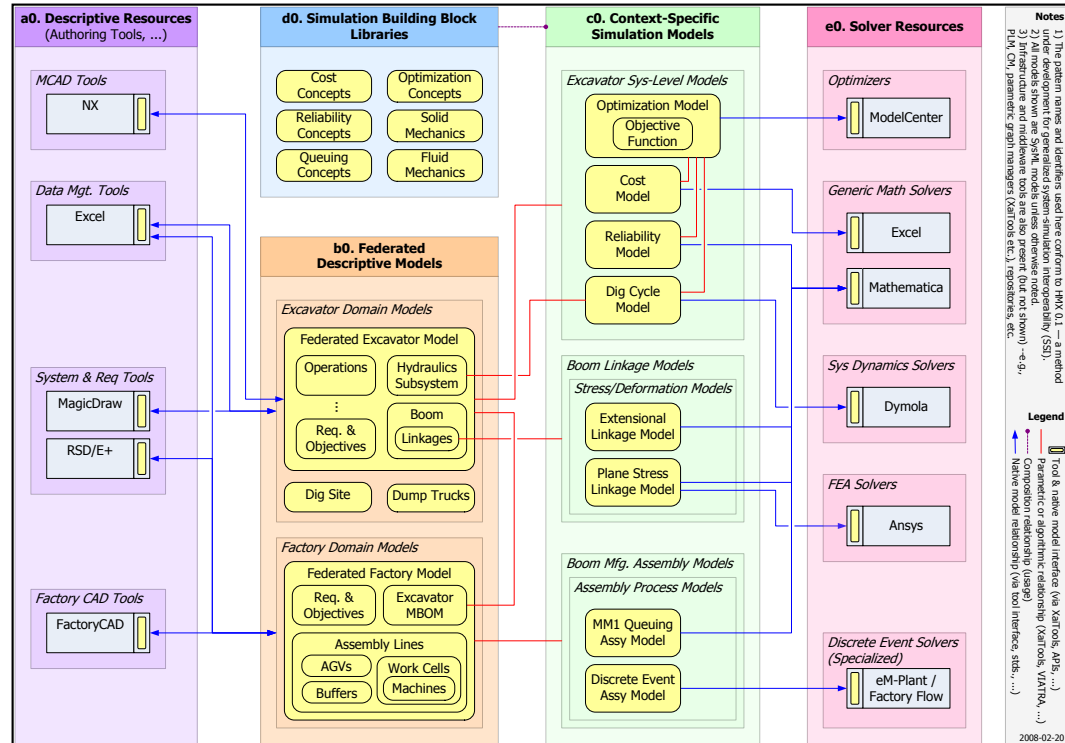 a0. Descriptive Resources
(Authoring Tools, ...)
MCAD Tools
NX
Data Mgt. Tools
Excel
System & Req Tools
MagicDraw
RSD/E+
Factory CAD Tools
FactoryCAD
d0. Simulation Building Block
Libraries
Cost
Concepts
Optimization
Concepts
Reliability
Concepts
Solid
Mechanics
Queuing
Concepts
Fluid
Mechanics
b0. Federated
Descriptive Models
Excavator Domain Models
Federated Excavator Model
Operations
⋮
Req. &
Objectives
Hydraulics
Subsystem
Boom
Linkages
Dig Site
Dump Trucks
Factory Domain Models
Federated Factory Model
Req. &
Objectives
Excavator
MBOM
Assembly Lines
AGVs
Buffers
Work Cells
Machines
c0. Context-Specific
Simulation Models
Excavator Sys-Level Models
Optimization Model
Objective
Function
Cost
Model
Reliability
Model
Dig Cycle
Model
Boom Linkage Models
Stress/Deformation Models
Extensional
Linkage Model
Plane Stress
Linkage Model
Boom Mfg. Assembly Models
Assembly Process Models
MM1 Queuing
Assy Model
Discrete Event
Assy Model
e0. Solver Resources
Optimizers
ModelCenter
Generic Math Solvers
Excel
Mathematica
Sys Dynamics Solvers
Dymola
FEA Solvers
Ansys
Discrete Event Solvers
(Specialized)
eM-Plant /
Factory Flow
Notes
1) The pattern names and identifiers used here conform to HMX 0.1 — a method
under development for generalized system-simulation interoperability (SSI).
2) All models shown are SysML models unless otherwise noted.
3) Infrastructure and middleware tools are also present (but not shown) --e.g.,
PLM, CM, parametric graph managers (XaiTools etc.), repositories, etc.
Legend
Tool & native model interface (via XaiTools, APIs, ...)
Parametric or algorithmic relationship (XaiTools, VIATRA, ...)
Composition relationship (usage)
Native model relationship (via tool interface, stds., ...)
2008-02-20